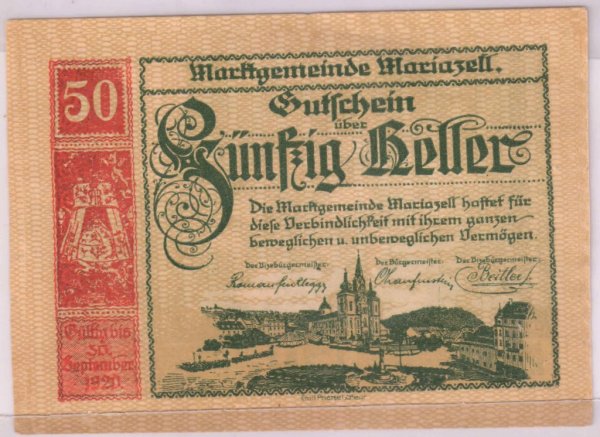 Marktgemeinde Mariazell.
50
Gutschein
über
Fünfzig Heller
Die Marktgemeinde Mariazell haftet für
diese Verbindlichkeit mit ihrem ganzen
beweglichen u. unbeweglichen Vermögen.
Der Vizebürgermeister: Der Bürgermeister: Der Vizebürgermeister:
Gültig bis
30.
September
1920